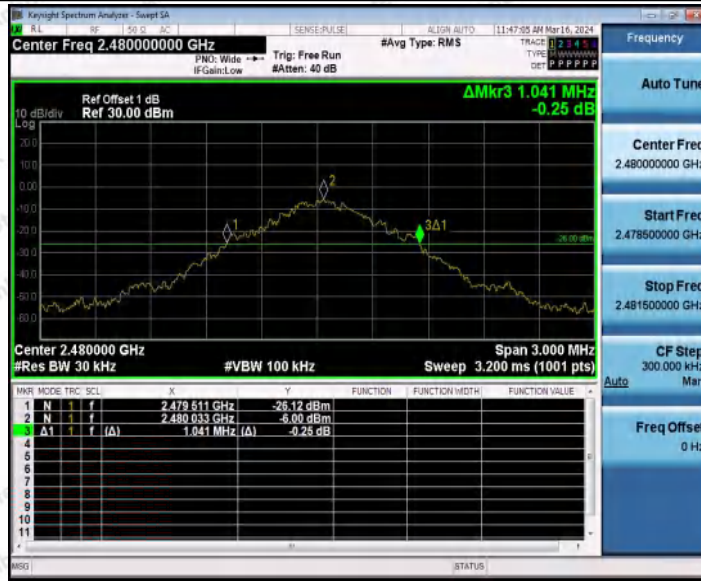 Keysight Spectrum Analyzer - Swept SA
RL RF 50 Ω AC SENSE:PULSE ALIGN AUTO 11:47:05 AM Mar 16, 2024
Center Freq 2.480000000 GHz #Avg Type: RMS TRACE 1 2 3 4 5 6
PNO: Wide Trig: Free Run TYPE M
IFGain:Low #Atten: 40 dB DET P P P P P P
ΔMkr3 1.041 MHz
-0.25 dB
Ref Offset 1 dB
10 dB/div Ref 30.00 dBm
Log
20.0
10.0
0.00
-10.0
-20.0
-30.0
-40.0
-50.0
-60.0
1
2
3Δ1
-26.00 dBm
Center 2.480000 GHz Span 3.000 MHz
#Res BW 30 kHz #VBW 100 kHz Sweep 3.200 ms (1001 pts)
MKR MODE TRC SCL X Y FUNCTION FUNCTION WIDTH FUNCTION VALUE
1 N 1 f 2.479 511 GHz -26.12 dBm
2 N 1 f 2.480 033 GHz -6.00 dBm
3 Δ1 1 f (Δ) 1.041 MHz (Δ) -0.25 dB
4
5
6
7
8
9
10
11
MSG STATUS
Frequency
Auto Tune
Center Freq
2.480000000 GHz
Start Freq
2.478500000 GHz
Stop Freq
2.481500000 GHz
CF Step
300.000 kHz
Auto Man
Freq Offset
0 Hz